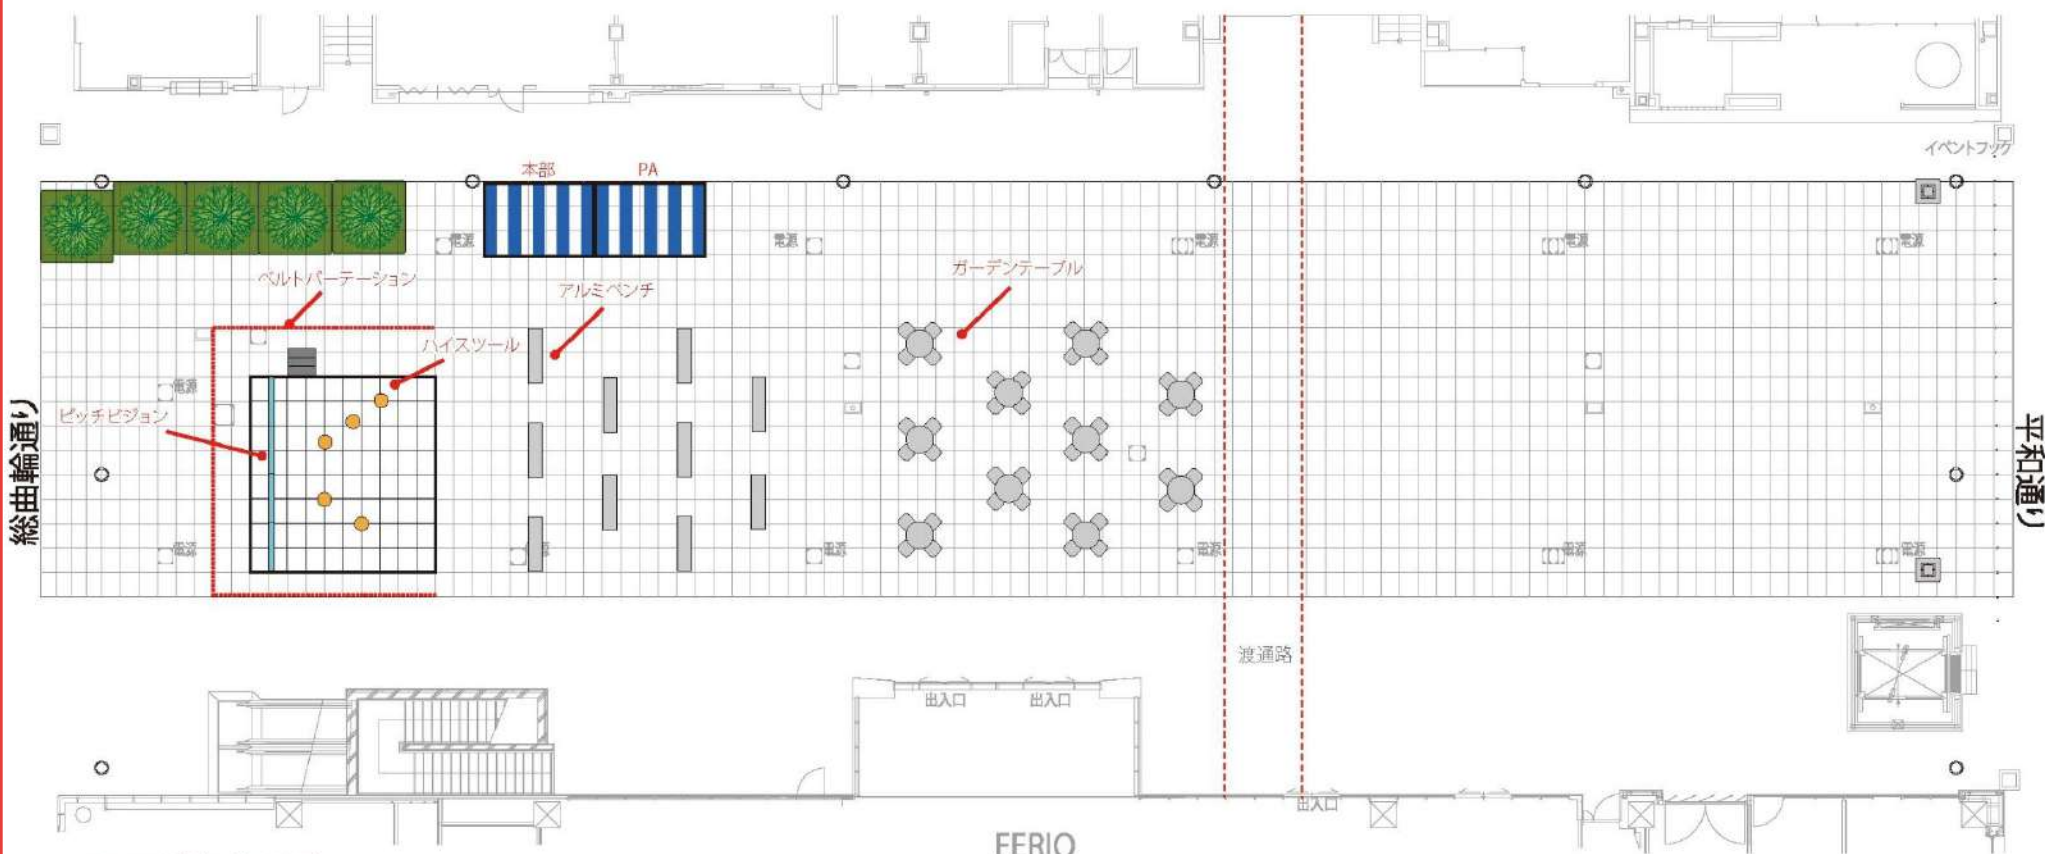 イベントフック
本部
PA
電源
電源
電源
電源
電源
ベルトパーテーション
アルミベンチ
ガーデンテーブル
ハイスツール
電源
ピッチビジョン
総曲輪通り
平和通り
電源
電源
電源
電源
電源
渡通路
出入口
出入口
出入口
FERIO